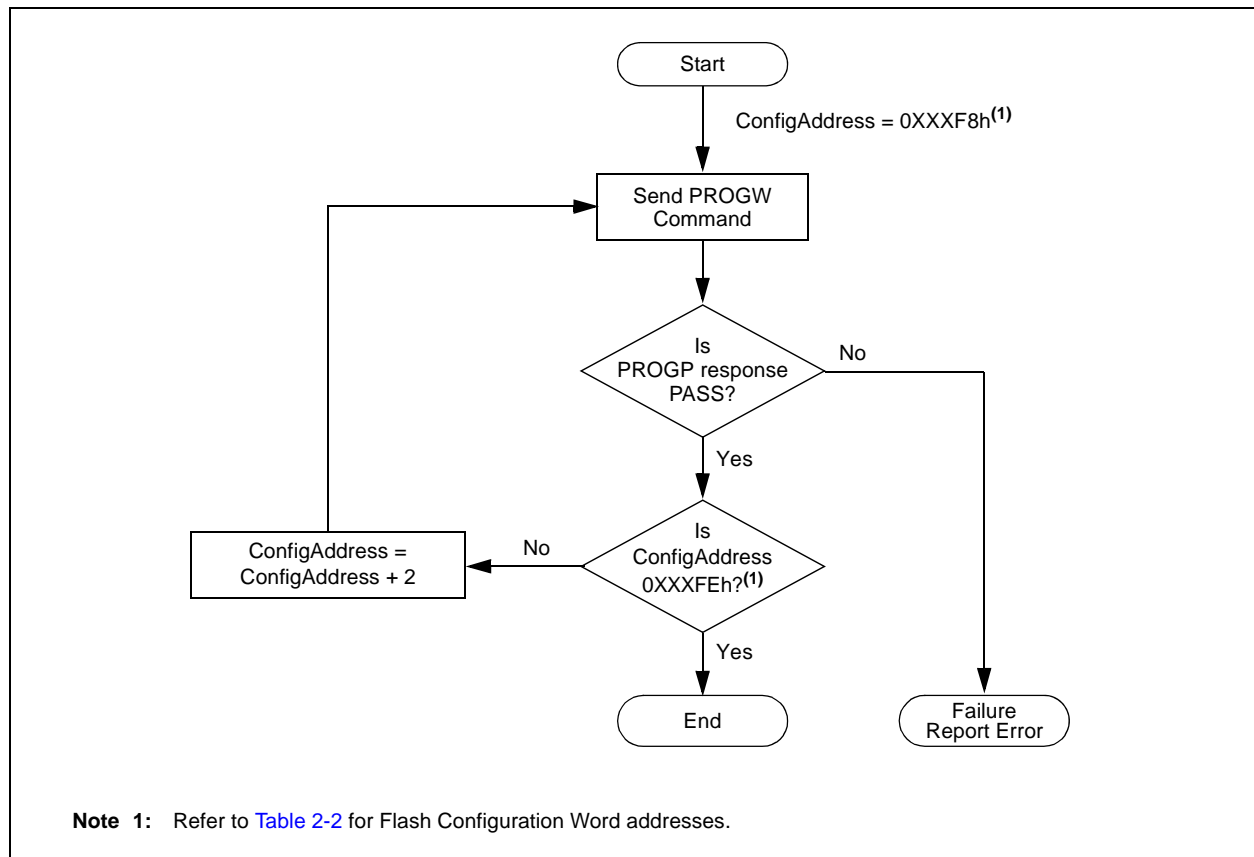 Start
ConfigAddress = 0XXXF8h(1)
Send PROGW
Command
Is
PROGP response
PASS?
No
Yes
Is
ConfigAddress
0XXXFEh?(1)
No
ConfigAddress =
ConfigAddress + 2
Yes
End
Failure
Report Error
Note 1: Refer to Table 2-2 for Flash Configuration Word addresses.